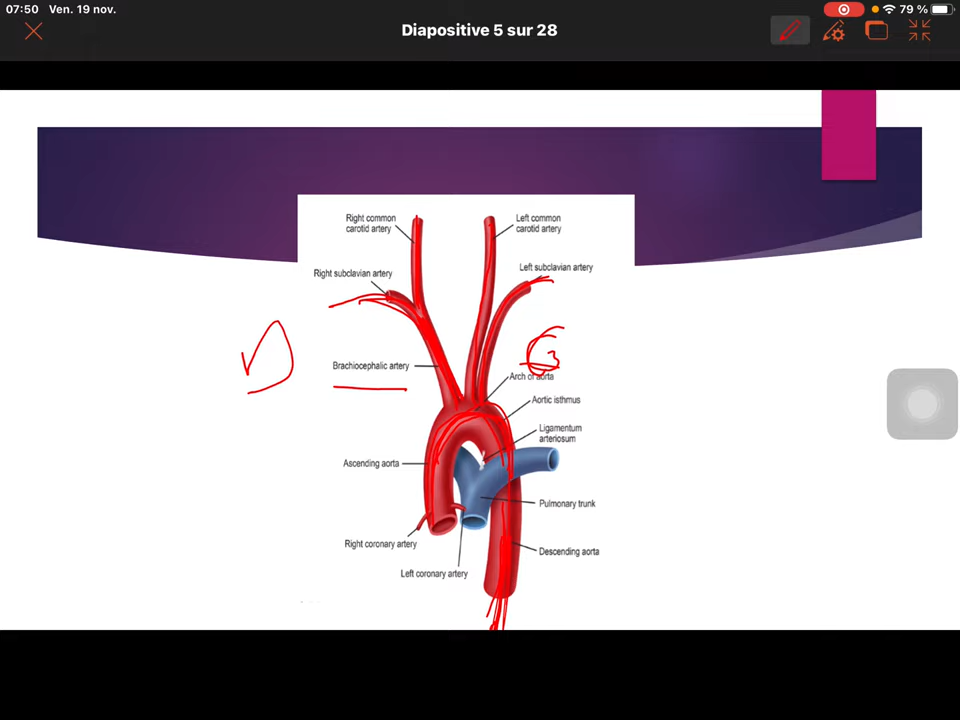 07:50 Ven. 19 nov.
79 %
Diapositive 5 sur 28
Right common
carotid artery
Left common
carotid artery
Right subclavian artery
Left subclavian artery
D
G
Brachiocephalic artery
Arch of aorta
Aortic isthmus
Ligamentum
arteriosum
Ascending aorta
Pulmonary trunk
Right coronary artery
Descending aorta
Left coronary artery